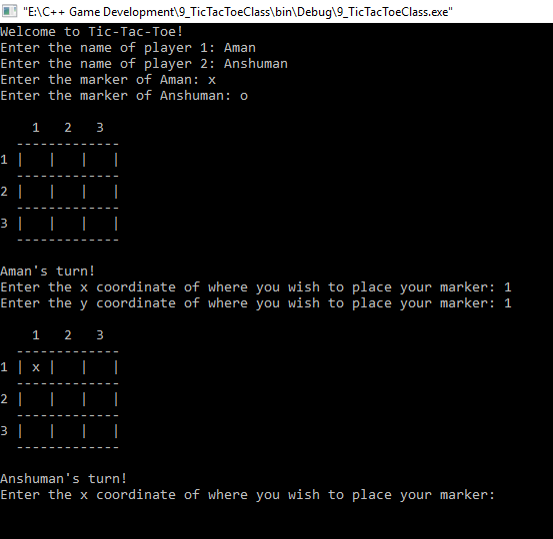 "E:\C++ Game Development\9_TicTacToeClass\bin\Debug\9_TicTacToeClass.exe"
Welcome to Tic-Tac-Toe!
Enter the name of player 1: Aman
Enter the name of player 2: Anshuman
Enter the marker of Aman: x
Enter the marker of Anshuman: o
    1   2   3
  -------------
1 |   |   |   |
  -------------
2 |   |   |   |
  -------------
3 |   |   |   |
  -------------
Aman's turn!
Enter the x coordinate of where you wish to place your marker: 1
Enter the y coordinate of where you wish to place your marker: 1
    1   2   3
  -------------
1 | x |   |   |
  -------------
2 |   |   |   |
  -------------
3 |   |   |   |
  -------------
Anshuman's turn!
Enter the x coordinate of where you wish to place your marker: